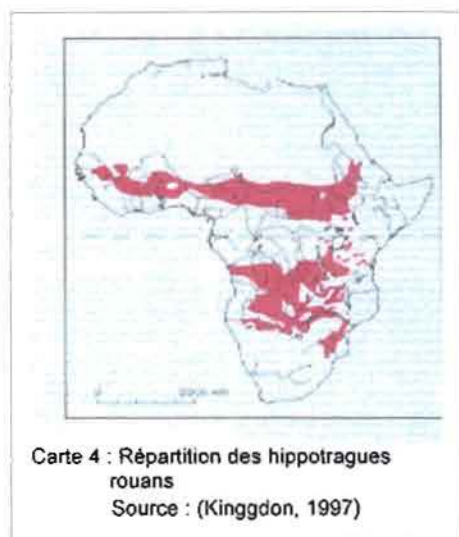 Carte 4 : Répartition des hippotragues
rouans
Source : (Kinggdon, 1997)